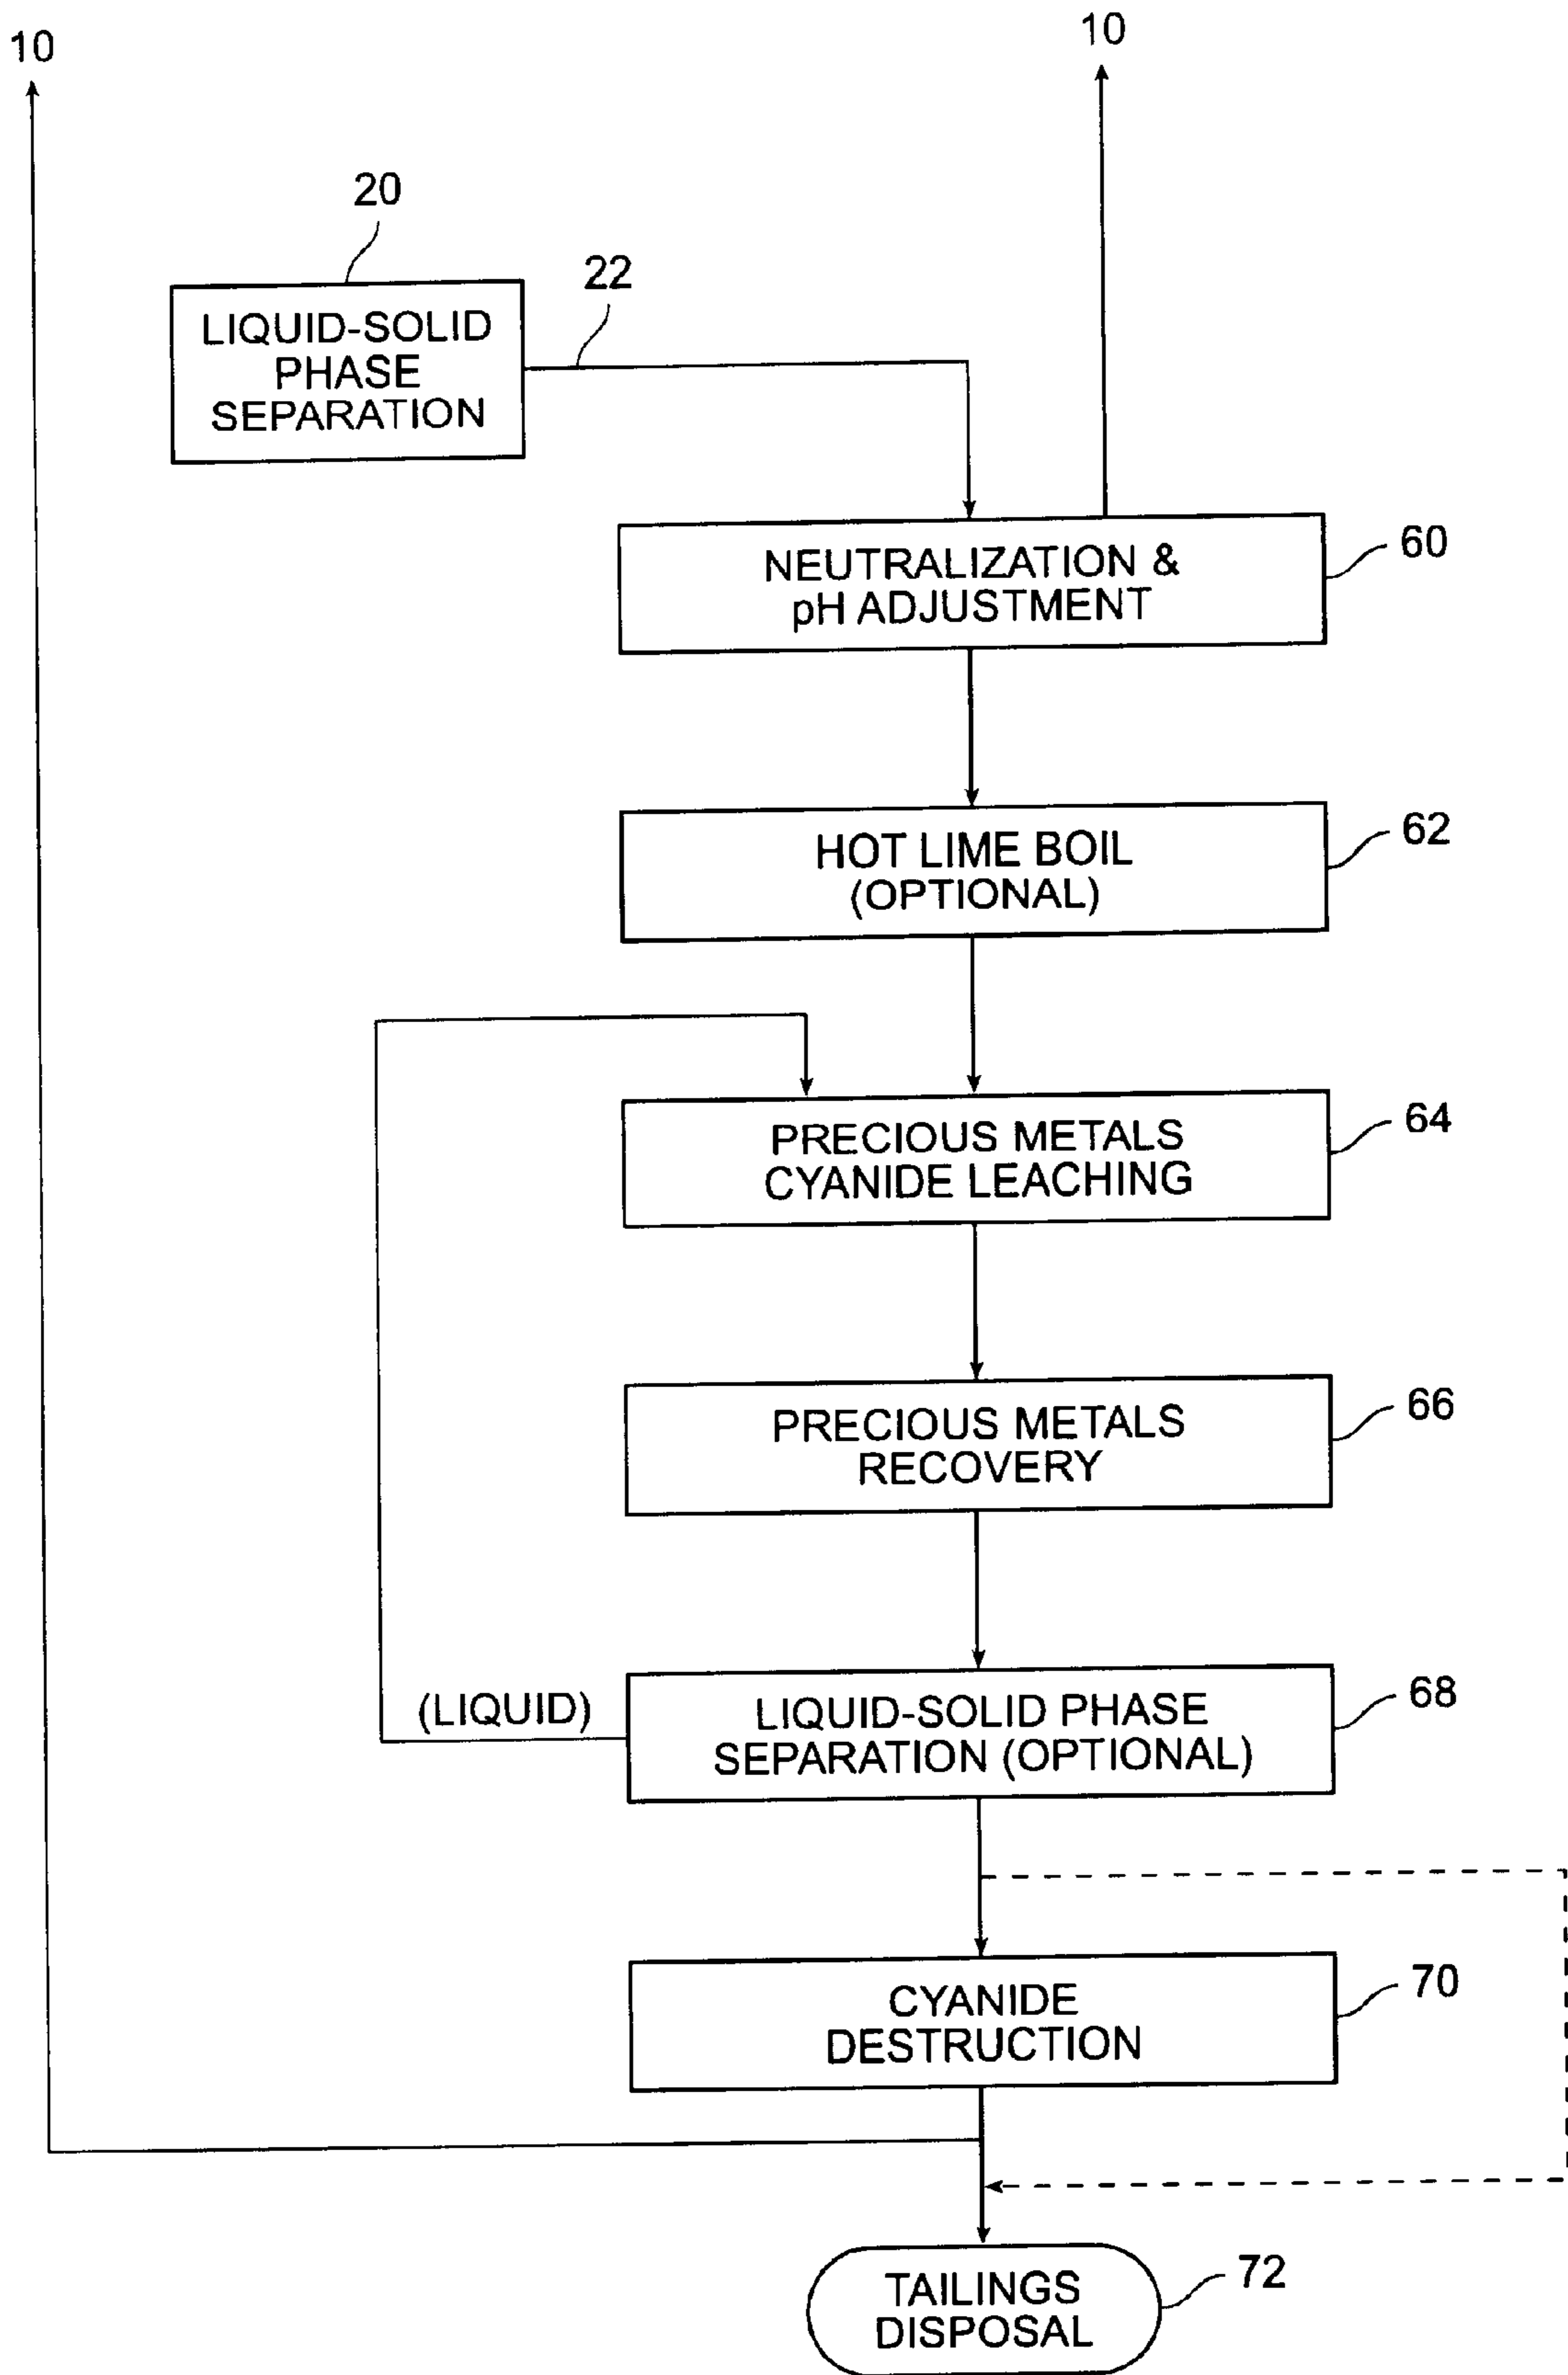 10
10
20
22
LIQUID-SOLID
PHASE
SEPARATION
NEUTRALIZATION &
pH ADJUSTMENT
60
HOT LIME BOIL
(OPTIONAL)
62
PRECIOUS METALS
CYANIDE LEACHING
64
PRECIOUS METALS
RECOVERY
66
(LIQUID)
LIQUID-SOLID PHASE
SEPARATION (OPTIONAL)
68
CYANIDE
DESTRUCTION
70
TAILINGS
DISPOSAL
72